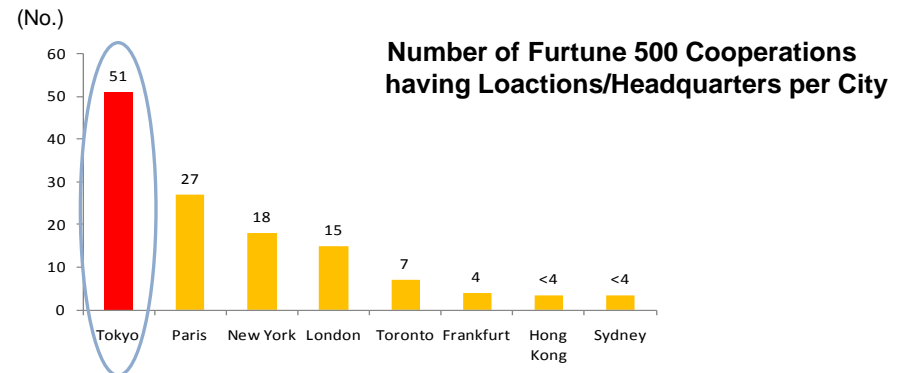 (No.)
Number of Furtune 500 Cooperations
having Loactions/Headquarters per City
60
50
40
30
20
10
0
51
27
18
15
7
4
<4
<4
Tokyo
Paris
New York
London
Toronto
Frankfurt
Hong
Kong
Sydney